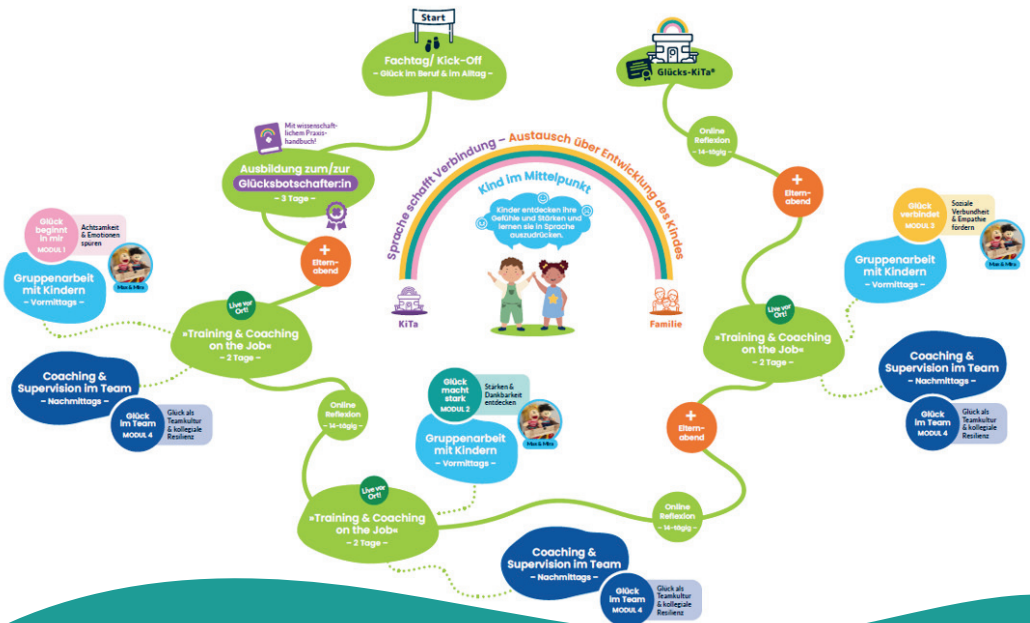 Start
Fachtag/ Kick-Off
– Glück im Beruf & im Alltag –
Mit wissenschaft-
lichem Praxis-
handbuch!
Ausbildung zum/zur
Glücksbotschafter:in
– 3 Tage –
+
Eltern-
abend
Glück
beginnt
in mir
MODUL 1
Achtsamkeit
& Emotionen
spüren
Gruppenarbeit
mit Kindern
– Vormittags –
Max & Mira
Live vor
Ort!
»Training & Coaching
on the Job«
– 2 Tage –
Coaching &
Supervision im Team
– Nachmittags –
Glück
im Team
MODUL 4
Glück als
Teamkultur
& kollegiale
Resilienz
Online
Reflexion
– 14-tägig –
Glück
macht
stark
MODUL 2
Stärken &
Dankbarkeit
entdecken
Gruppenarbeit
mit Kindern
– Vormittags –
Max & Mira
Live vor
Ort!
»Training & Coaching
on the Job«
– 2 Tage –
Coaching &
Supervision im Team
– Nachmittags –
Glück
im Team
MODUL 4
Glück als
Teamkultur
& kollegiale
Resilienz
Online
Reflexion
– 14-tägig –
+
Eltern-
abend
Glück
verbindet
MODUL 3
Soziale
Verbundheit
& Empathie
fördern
Gruppenarbeit
mit Kindern
– Vormittags –
Max & Mira
Live vor
Ort!
»Training & Coaching
on the Job«
– 2 Tage –
Coaching &
Supervision im Team
– Nachmittags –
Glück
im Team
MODUL 4
Glück als
Teamkultur
& kollegiale
Resilienz
+
Eltern-
abend
Online
Reflexion
– 14-tägig –
Glücks-KiTa®
Sprache schafft Verbindung – Austausch über Entwicklung des Kindes
Kind im Mittelpunkt
Kinder entdecken ihre
Gefühle und Stärken und
lernen sie in Sprache
auszudrücken.
KiTa
Familie